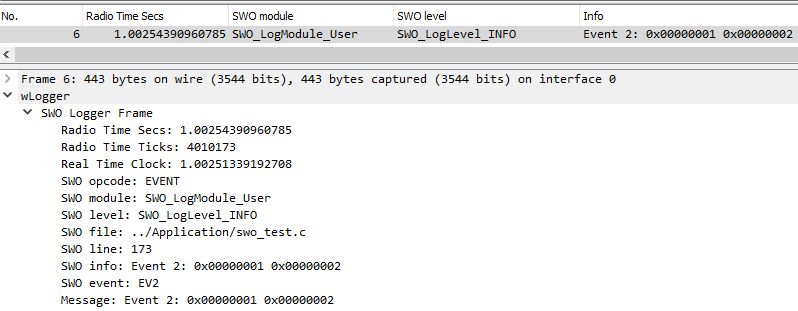 No. Radio Time Secs SWO module SWO level Info
6 1.00254390960785 SWO_LogModule_User SWO_LogLevel_INFO Event 2: 0x00000001 0x00000002
Frame 6: 443 bytes on wire (3544 bits), 443 bytes captured (3544 bits) on interface 0
wLogger
SWO Logger Frame
Radio Time Secs: 1.00254390960785
Radio Time Ticks: 4010173
Real Time Clock: 1.00251339192708
SWO opcode: EVENT
SWO module: SWO_LogModule_User
SWO level: SWO_LogLevel_INFO
SWO file: ../Application/swo_test.c
SWO line: 173
SWO info: Event 2: 0x00000001 0x00000002
SWO event: EV2
Message: Event 2: 0x00000001 0x00000002